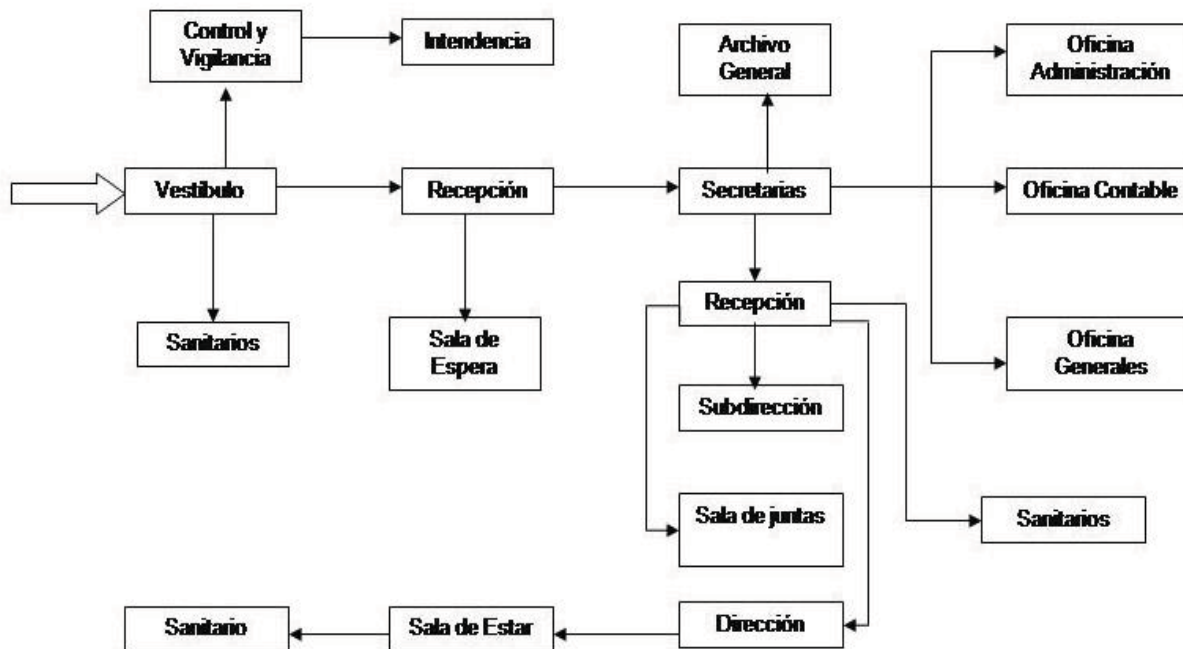 Control y
Vigilancia
Intendencia
Archivo
General
Oficina
Administración
Vestíbulo
Recepción
Secretarias
Oficina Contable
Recepción
Sanitarios
Sala de
Espera
Oficina
Generales
Subdirección
Sala de juntas
Sanitarios
Sanitario
Sala de Estar
Dirección